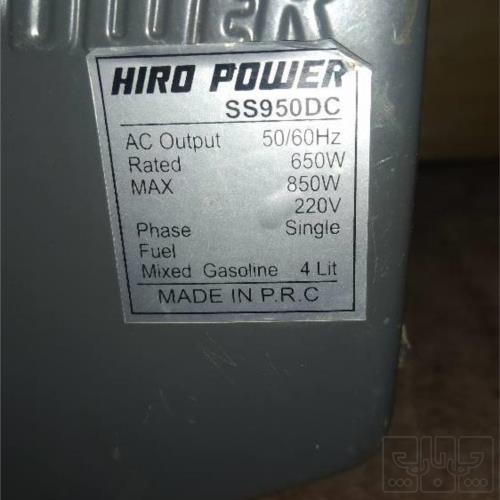 HIRO POWER
SS950DC
AC Output 50/60Hz
Rated 650W
MAX 850W
220V
Phase Single
Fuel
Mixed Gasoline 4 Lit
MADE IN P.R.C